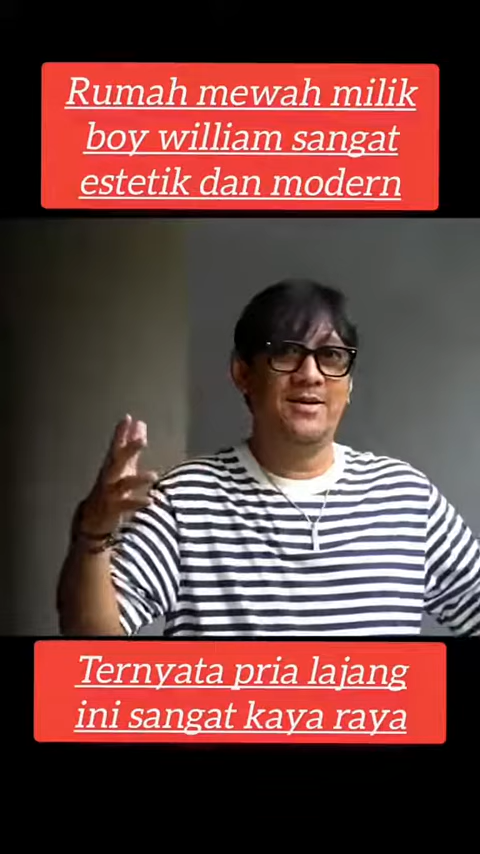 Rumah mewah milik
boy william sangat
estetik dan modern
Ternyata pria lajang
ini sangat kaya raya